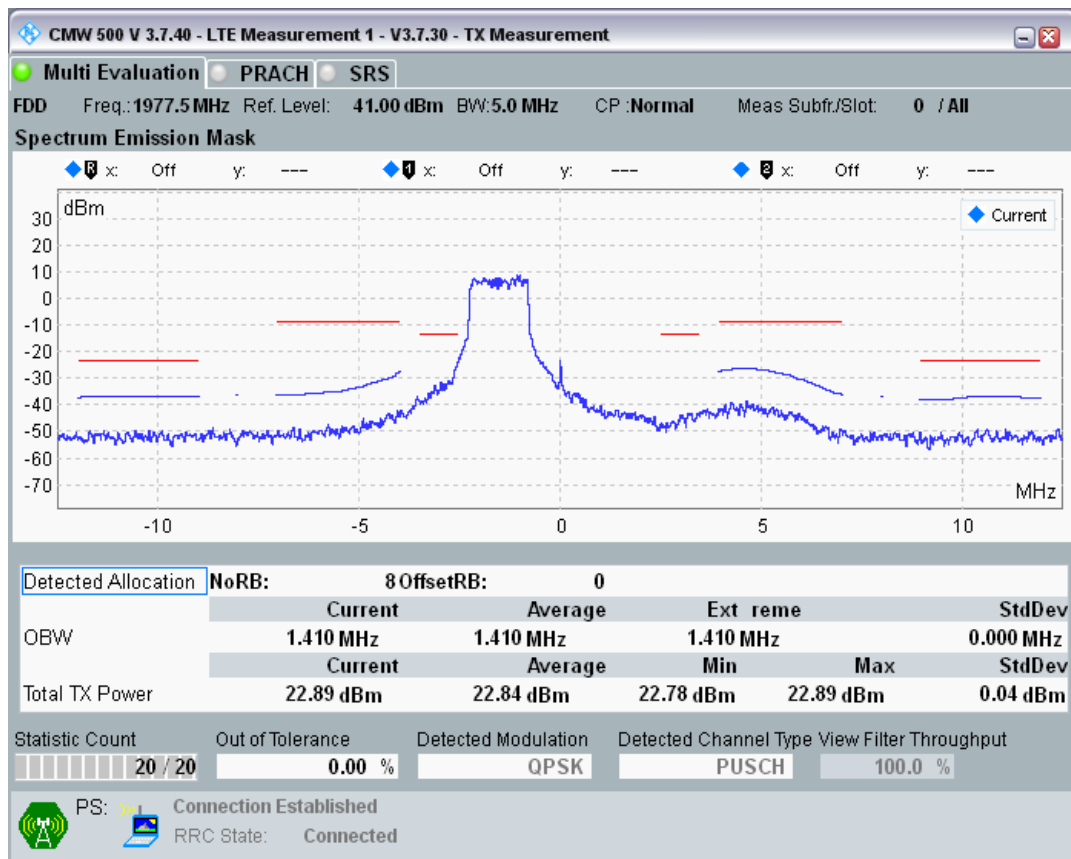 CMW 500 V 3.7.40 - LTE Measurement 1 - V3.7.30 - TX Measurement
Multi Evaluation PRACH SRS
FDD Freq.:1977.5 MHz Ref. Level: 41.00 dBm BW:5.0 MHz CP :Normal Meas Subfr./Slot: 0 / All
Spectrum Emission Mask
R x: Off y: --- 1 x: Off y: --- 2 x: Off y: ---
dBm
Current
30
20
10
0
-10
-20
-30
-40
-50
-60
-70
MHz
-10 -5 0 5 10
Detected Allocation NoRB: 8 OffsetRB: 0
Current Average Ext reme StdDev
OBW 1.410 MHz 1.410 MHz 1.410 MHz 0.000 MHz
Current Average Min Max StdDev
Total TX Power 22.89 dBm 22.84 dBm 22.78 dBm 22.89 dBm 0.04 dBm
Statistic Count Out of Tolerance Detected Modulation Detected Channel Type View Filter Throughput
20 / 20 0.00 % QPSK PUSCH 100.0 %
PS: Connection Established
RRC State: Connected